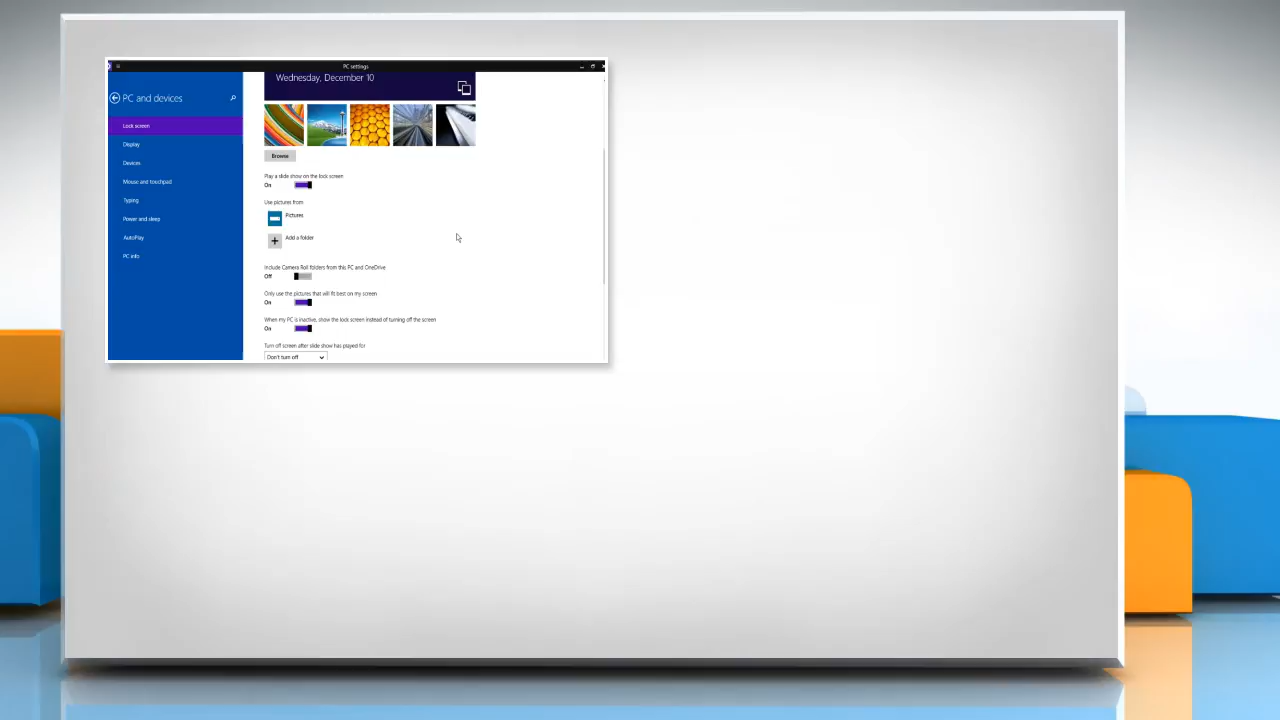 PC settings
Wednesday, December 10
PC and devices
Lock screen
Display
Devices
Mouse and touchpad
Typing
Power and sleep
AutoPlay
PC info
Browse
Play a slide show on the lock screen
On
Use pictures from
Pictures
Add a folder
Include Camera Roll folders from this PC and OneDrive
Off
Only use the pictures that will fit best on my screen
On
When my PC is inactive, show the lock screen instead of turning off the screen
On
Turn off screen after slide show has played for
Don't turn off